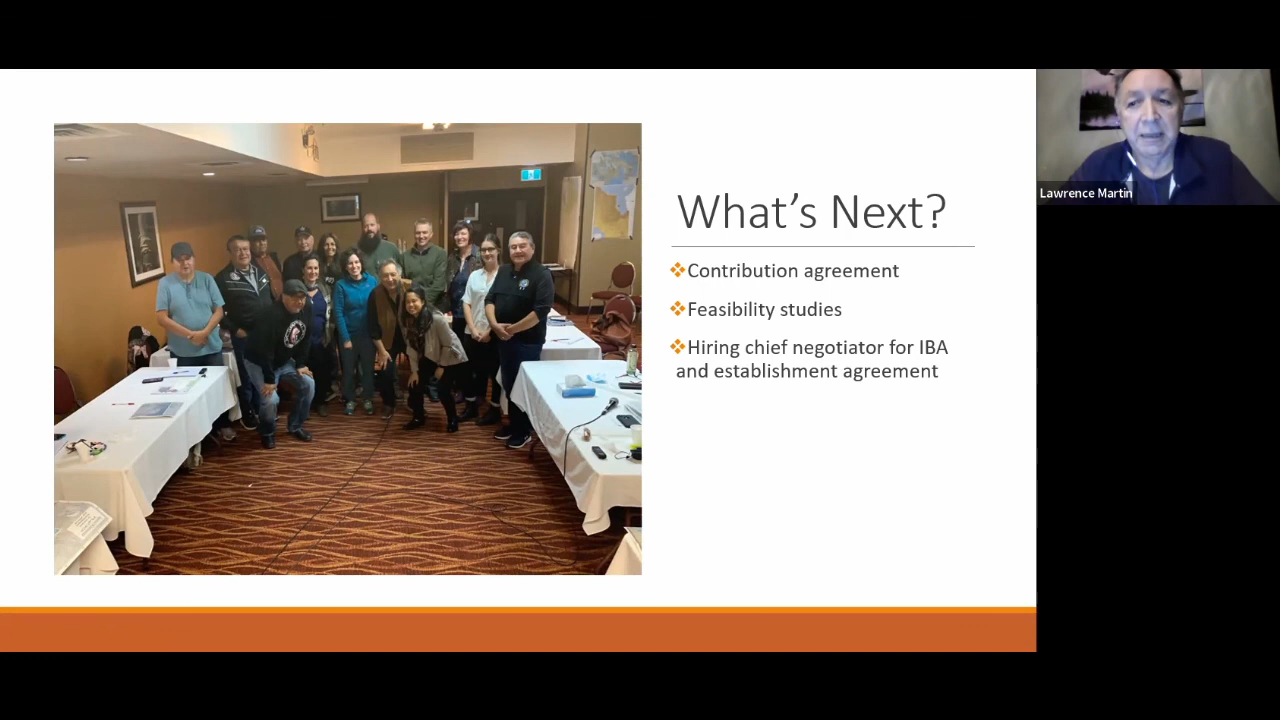 What's Next?
❖Contribution agreement
❖Feasibility studies
❖Hiring chief negotiator for IBA
and establishment agreement
Lawrence Martin